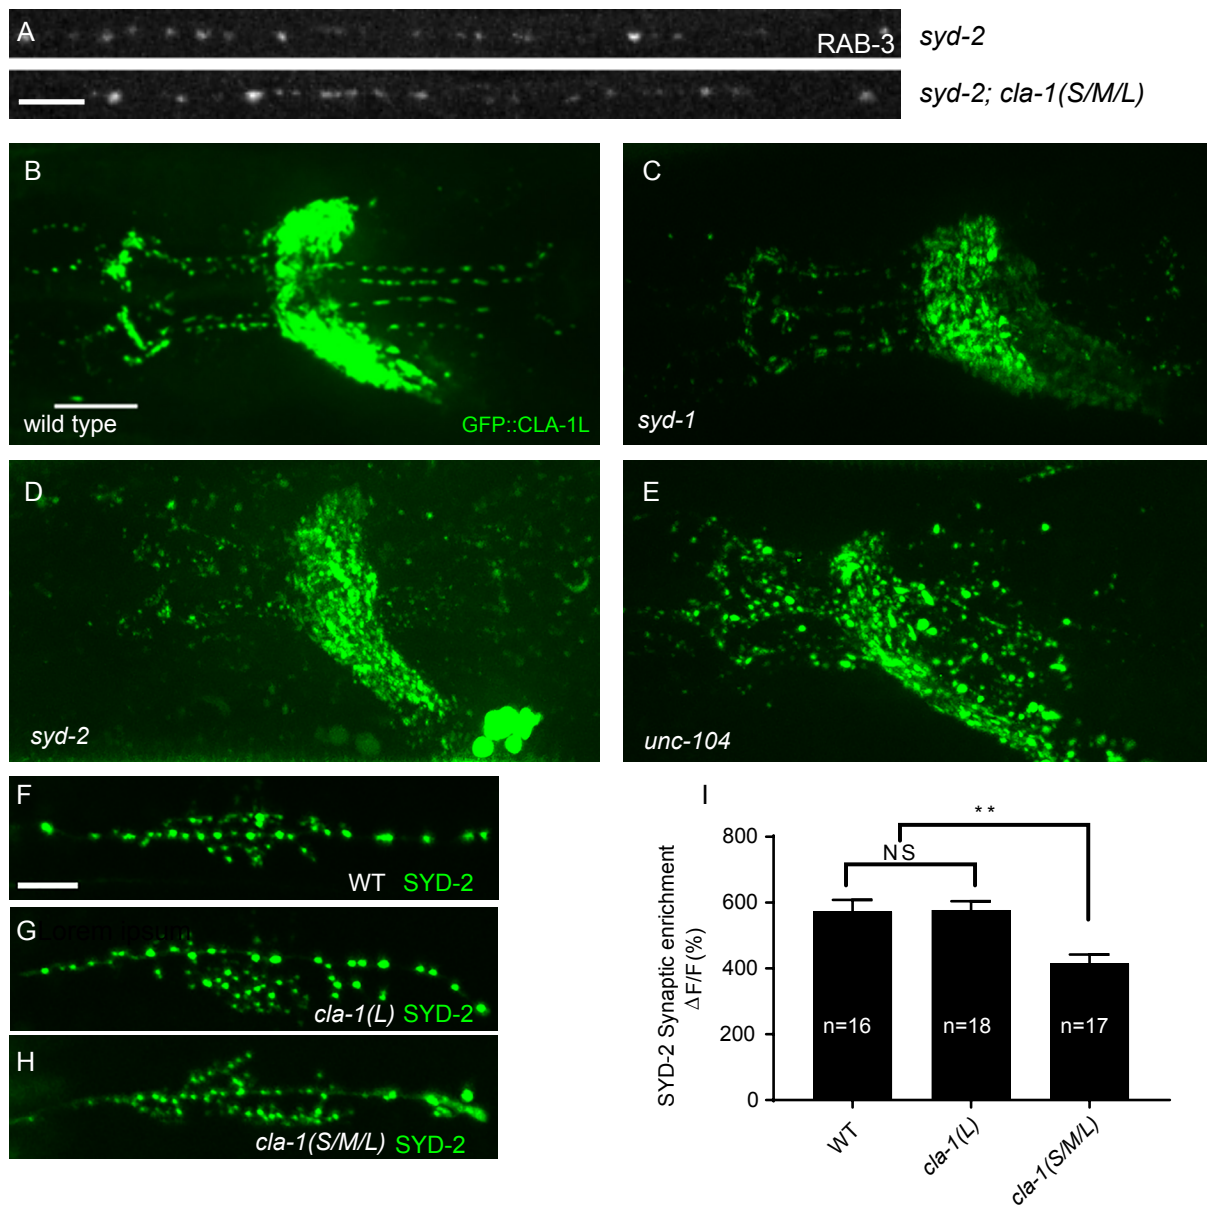 A
RAB-3
syd-2
syd-2; cla-1(S/M/L)
B
wild type
GFP::CLA-1L
C
syd-1
D
syd-2
E
unc-104
F
WT SYD-2
G
Lorem ipsum
cla-1(L) SYD-2
H
cla-1(S/M/L) SYD-2
I
**
NS
SYD-2 Synaptic enrichment
ΔF/F(%)
800
600
400
200
0
n=16
n=18
n=17
WT
cla-1(L)
cla-1(S/M/L)